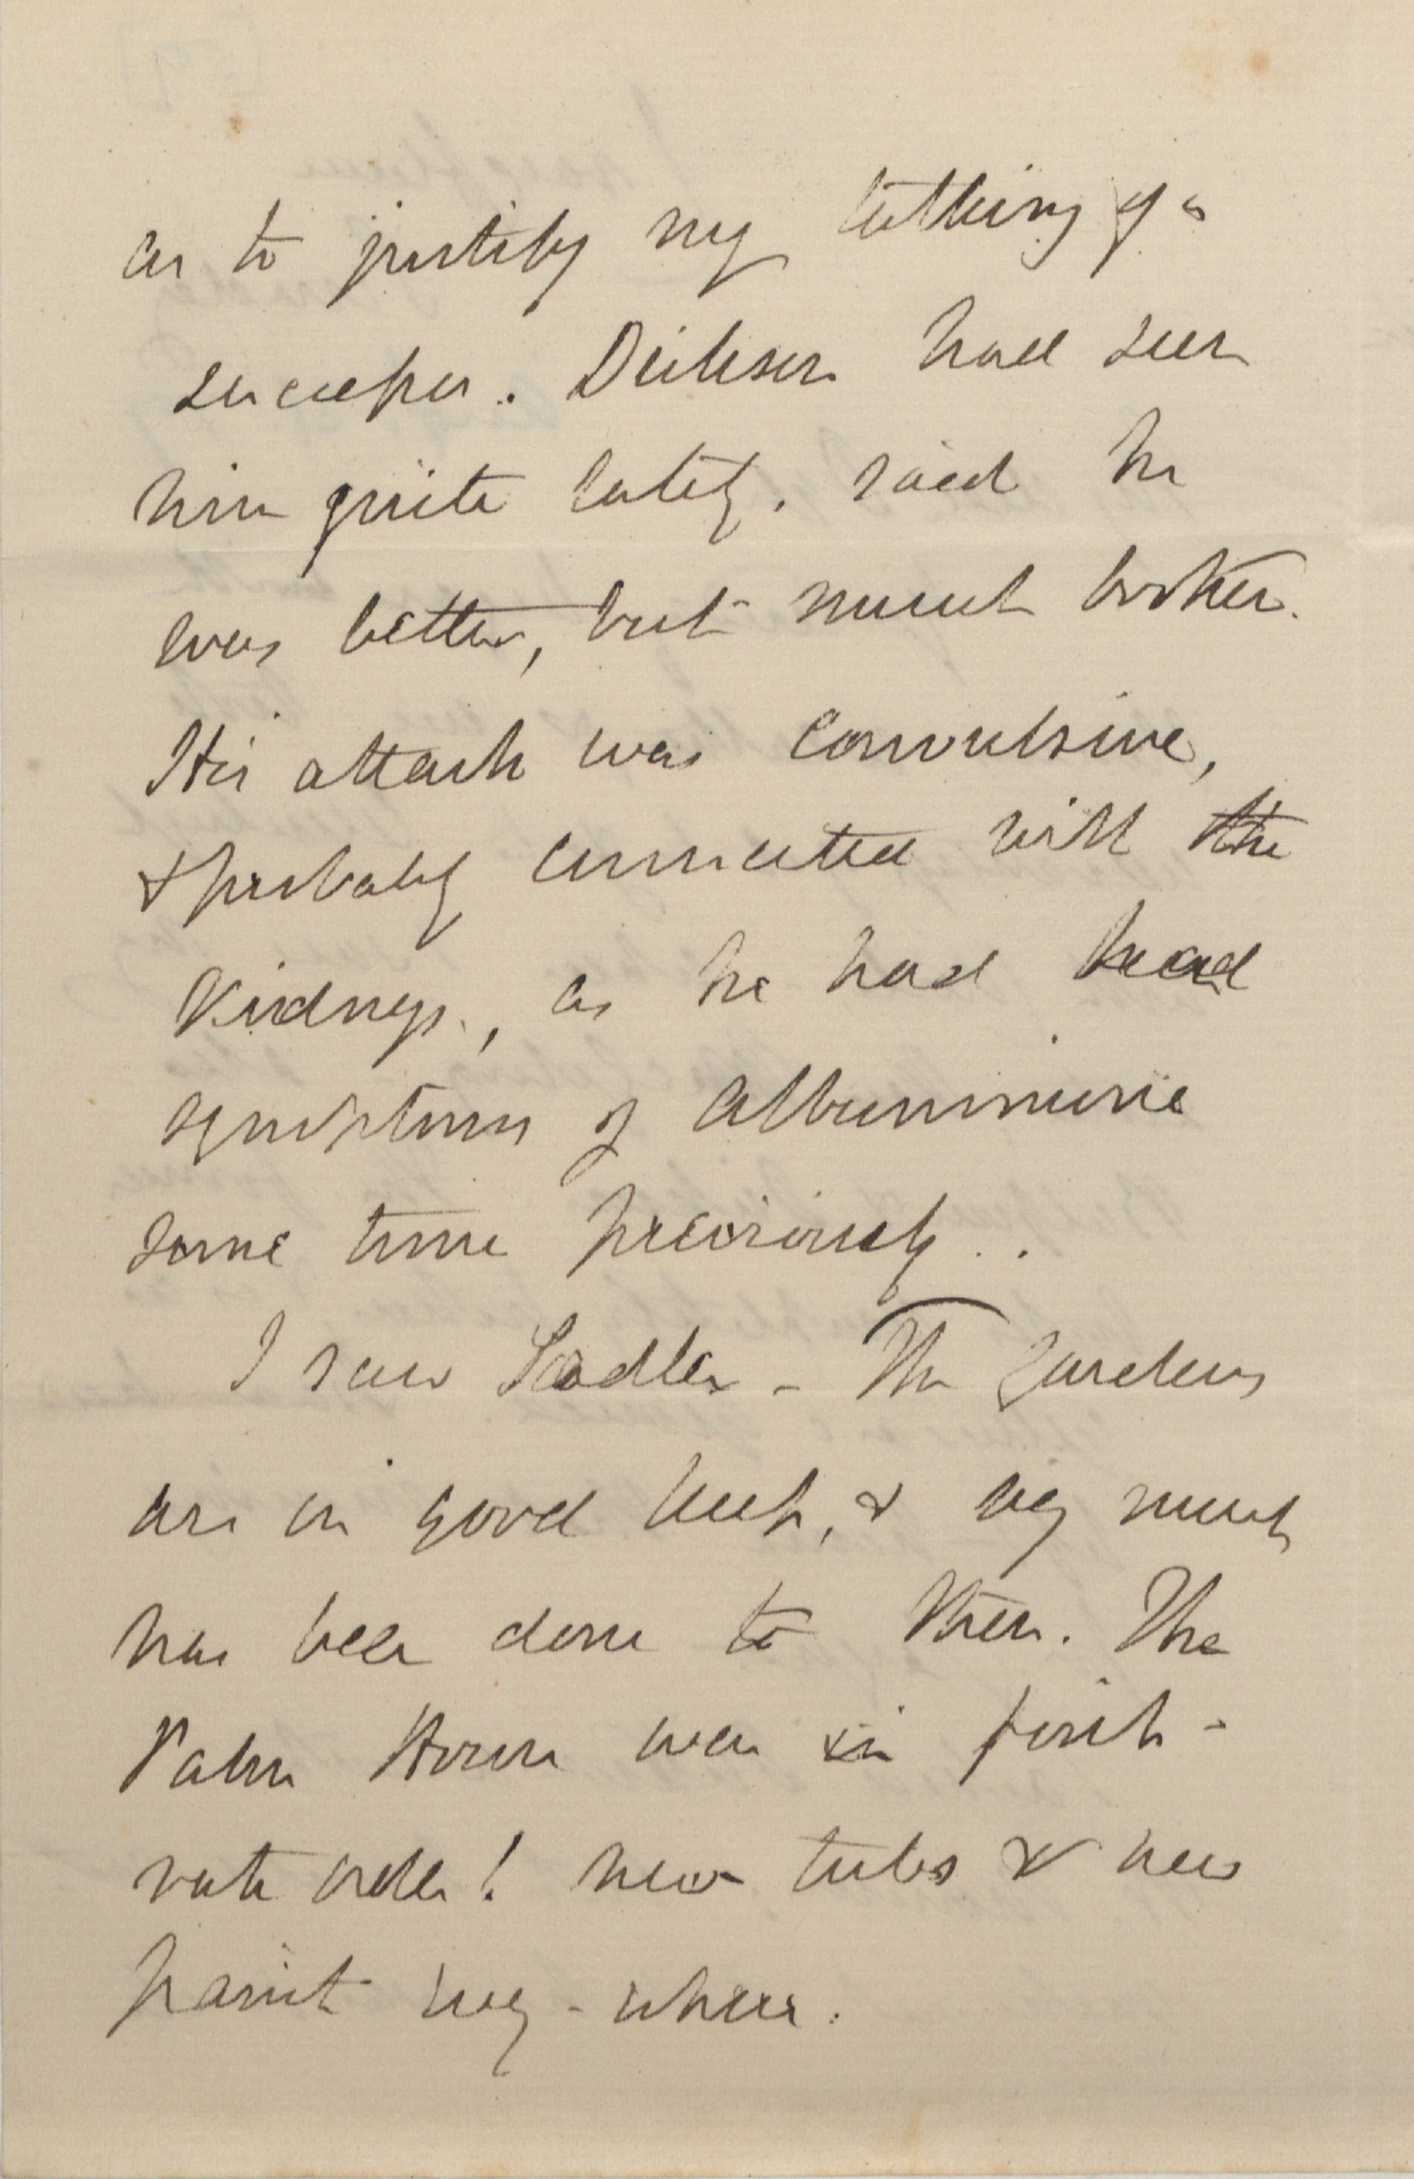 as to justify my talking of a
successor. Dickson had seen
him quite lately, said he
was better, but much broken.
His attack was convulsive,
& probably connected with the
Kidneys, as he had had
symptoms of Albuminurie
some time previously.
I saw Sadler - The Gardens
are in good keep, & very much
has been done to them. The
Palm House was in first-
rate order! new tubs & new
paint every-where.